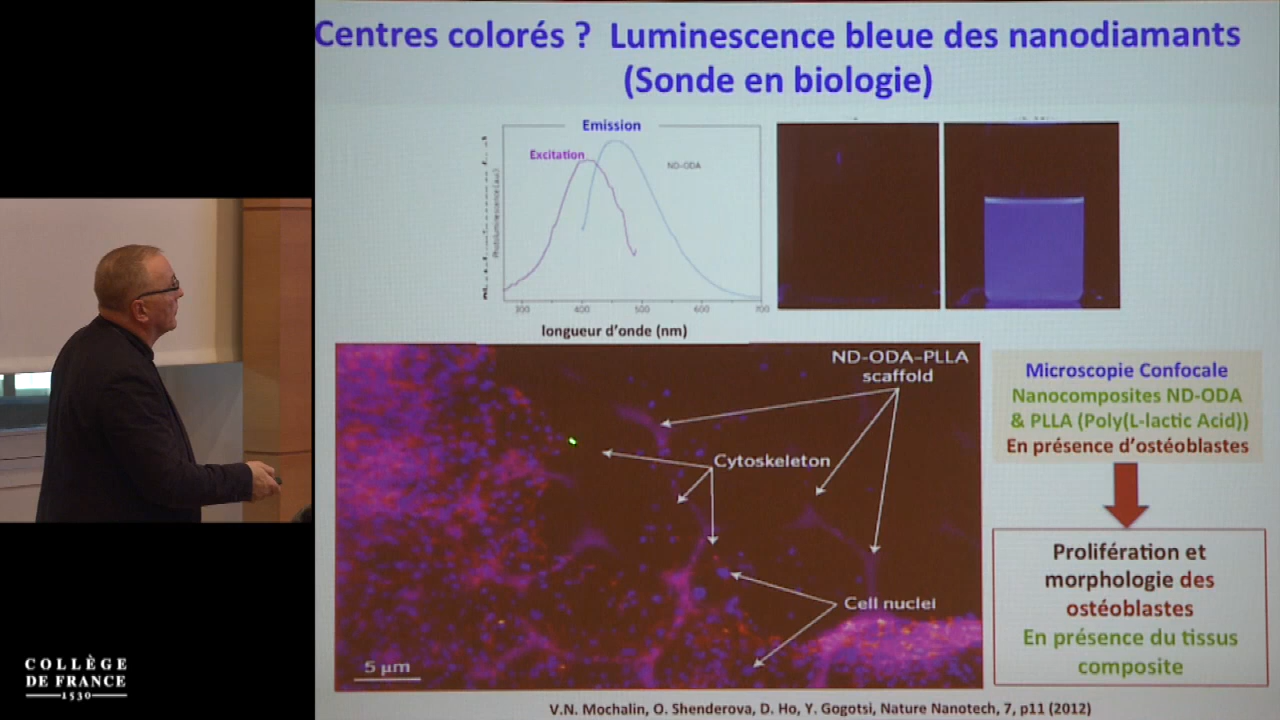 Centres colorés ? Luminescence bleue des nanodiamants
(Sonde en biologie)
Emission
Excitation
ND-ODA
Photoluminescence (a.u.)
300 400 500 600 700
longueur d'onde (nm)
ND-ODA-PLLA
scaffold
Cytoskeleton
Cell nuclei
5 µm
Microscopie Confocale
Nanocomposites ND-ODA
& PLLA (Poly(L-lactic Acid))
En présence d'ostéoblastes
Prolifération et
morphologie des
ostéoblastes
En présence du tissus
composite
V.N. Mochalin, O. Shenderova, D. Ho, Y. Gogotsi, Nature Nanotech, 7, p11 (2012)
COLLÈGE
DE FRANCE
1530